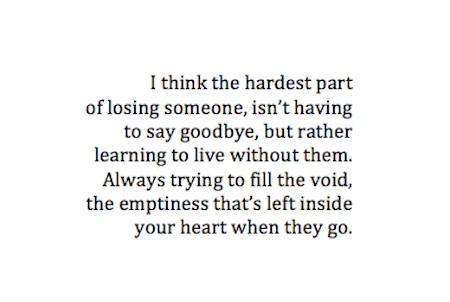 I think the hardest part
of losing someone, isn’t having
to say goodbye, but rather
learning to live without them.
Always trying to fill the void,
the emptiness that’s left inside
your heart when they go.